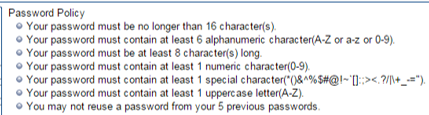 Password Policy
Your password must be no longer than 16 character(s).
Your password must contain at least 6 alphanumeric character(A-Z or a-z or 0-9).
Your password must be at least 8 character(s) long.
Your password must contain at least 1 numeric character(0-9).
Your password must contain at least 1 special character(*()&^%$#@!~`[]:;><.?/|\+_-=").
Your password must contain at least 1 uppercase letter(A-Z).
You may not reuse a password from your 5 previous passwords.